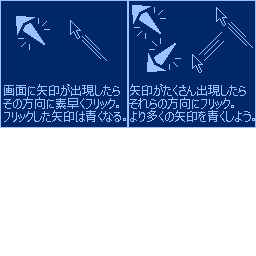 画面に矢印が出現したら
その方向に素早くフリック。
フリックした矢印は青くなる。
矢印がたくさん出現したら
それらの方向にフリック。
より多くの矢印を青くしよう。